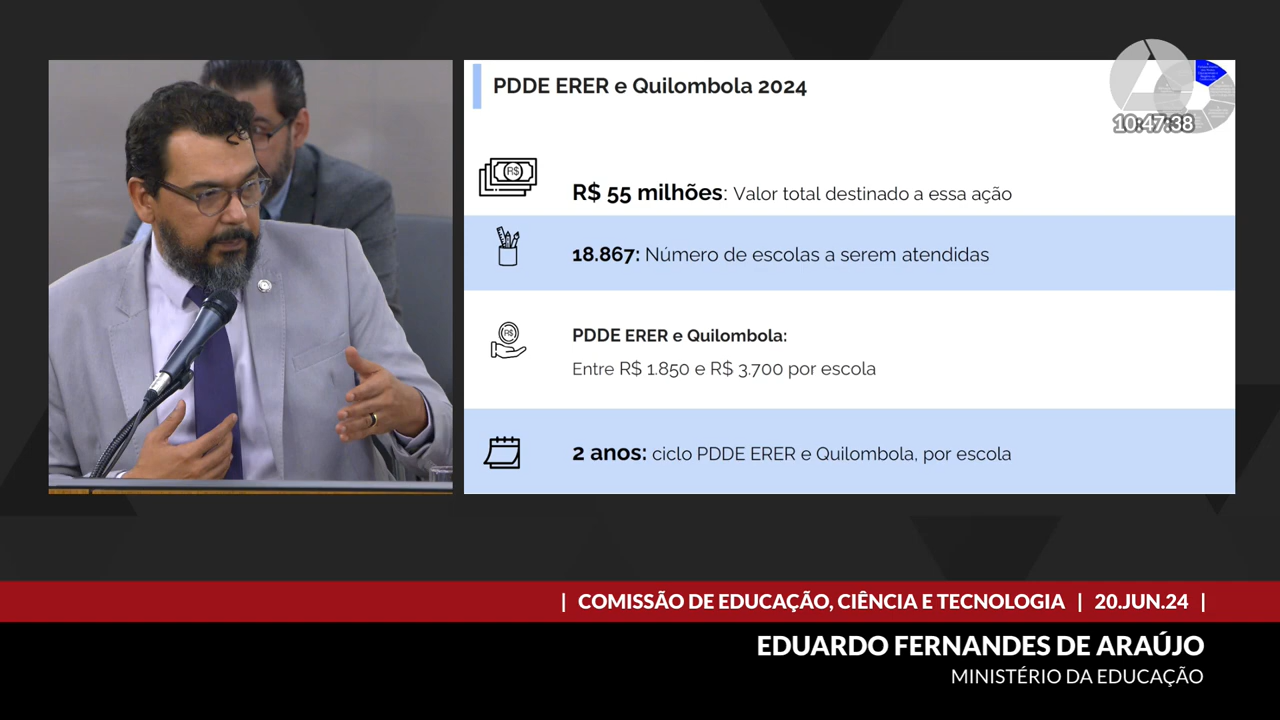 PDDE ERER e Quilombola 2024
10:47:38
R$
R$ 55 milhões: Valor total destinado a essa ação
18.867: Número de escolas a serem atendidas
R$
PDDE ERER e Quilombola:
Entre R$ 1.850 e R$ 3.700 por escola
2 anos: ciclo PDDE ERER e Quilombola, por escola
| COMISSÃO DE EDUCAÇÃO, CIÊNCIA E TECNOLOGIA | 20.JUN.24 |
EDUARDO FERNANDES DE ARAÚJO
MINISTÉRIO DA EDUCAÇÃO